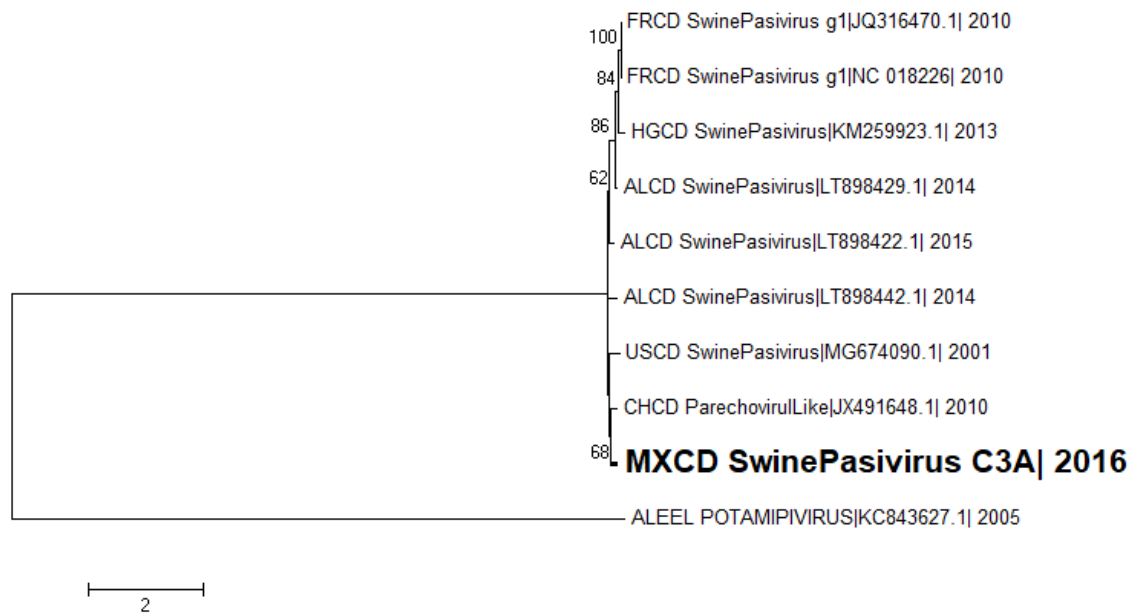 FRCD SwinePasivirus g1|JQ316470.1| 2010
100
84
FRCD SwinePasivirus g1|NC 018226| 2010
86
HGCD SwinePasivirus|KM259923.1| 2013
62
ALCD SwinePasivirus|LT898429.1| 2014
ALCD SwinePasivirus|LT898422.1| 2015
ALCD SwinePasivirus|LT898442.1| 2014
USCD SwinePasivirus|MG674090.1| 2001
CHCD ParechovirulLike|JX491648.1| 2010
68
MXCD SwinePasivirus C3A| 2016
ALEEL POTAMIPIVIRUS|KC843627.1| 2005
2